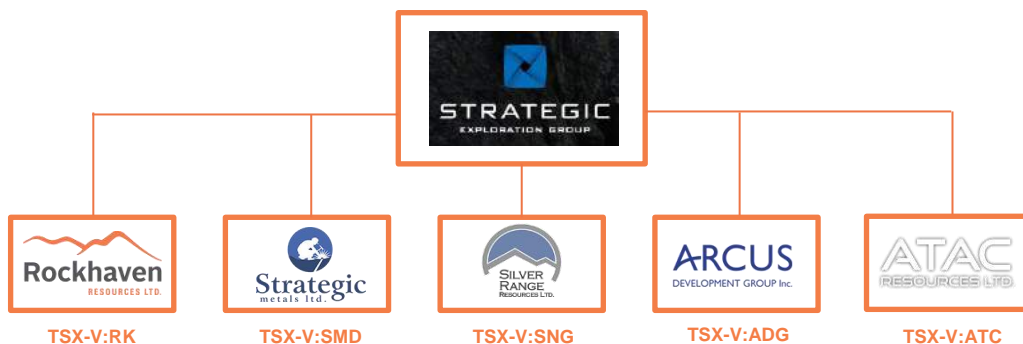 STRATEGIC
EXPLORATION GROUP
Rockhaven
RESOURCES LTD.
Strategic
metals ltd.
SILVER
RANGE
RESOURCES LTD.
ARCUS
DEVELOPMENT GROUP Inc.
ATAC
RESOURCES LTD.
TSX-V:RK
TSX-V:SMD
TSX-V:SNG
TSX-V:ADG
TSX-V:ATC